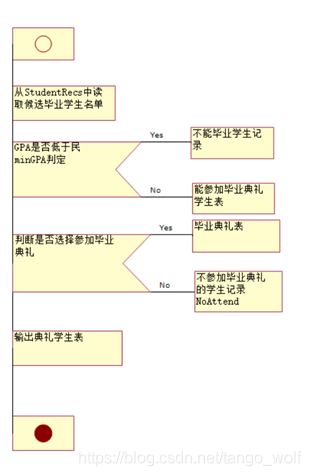 从StudentRecs中读
取候选毕业学生名单
GPA是否低于民
minGPA判定
Yes
不能毕业学生记
录
No
能参加毕业典礼
学生表
判断是否选择参加毕业
典礼
Yes
毕业典礼表
No
不参加毕业典礼
的学生记录
NoAttend
输出典礼学生表
https://blog.csdn.net/tango_wolf